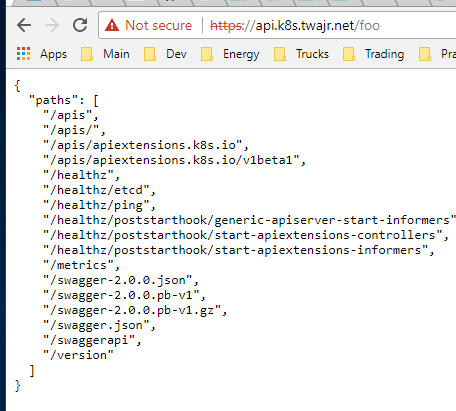 Not secure https://api.k8s.twajr.net/foo
Apps Main Dev Energy Trucks Trading Pra
{
"paths": [
"/apis",
"/apis/",
"/apis/apiextensions.k8s.io",
"/apis/apiextensions.k8s.io/v1beta1",
"/healthz",
"/healthz/etcd",
"/healthz/ping",
"/healthz/poststarthook/generic-apiserver-start-informers"
"/healthz/poststarthook/start-apiextensions-controllers",
"/healthz/poststarthook/start-apiextensions-informers",
"/metrics",
"/swagger-2.0.0.json",
"/swagger-2.0.0.pb-v1",
"/swagger-2.0.0.pb-v1.gz",
"/swagger.json",
"/swaggerapi",
"/version"
]
}